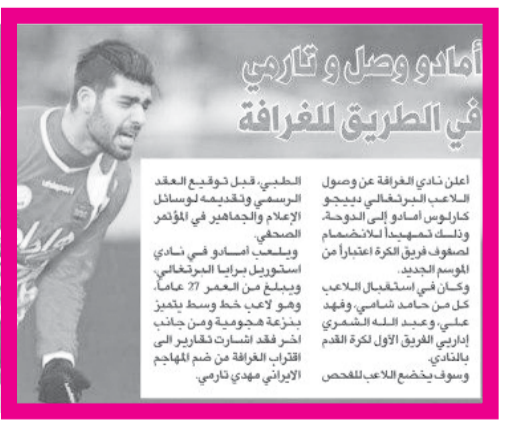 أمادو وصل و تارمي
في الطريق للغرافة
أعلن نادي الغرافة عن وصول
اللاعب البرتغالي دييجو
كارلوس أمادو إلى الدوحة،
وذلك تمهيداً للانضمام
لصفوف فريق الكرة اعتباراً من
الموسم الجديد.
وكان في استقبال اللاعب
كل من حامد شامي، وفهد
علي، وعبد الله الشمري
إداريي الفريق الأول لكرة القدم
بالنادي.
وسوف يخضع اللاعب للفحص
الطبي، قبل توقيع العقد
الرسمي وتقديمه لوسائل
الإعلام والجماهير في المؤتمر
الصحفي.
ويلعب أمادو في نادي
استوريل برايا البرتغالي،
ويبلغ من العمر 27 عاما،
وهو لاعب خط وسط يتميز
بنزعة هجومية ومن جانب
اخر فقد اشارت تقارير الى
اقتراب الغرافة من ضم المهاجم
الايراني مهدي تارمي.
uhlsport